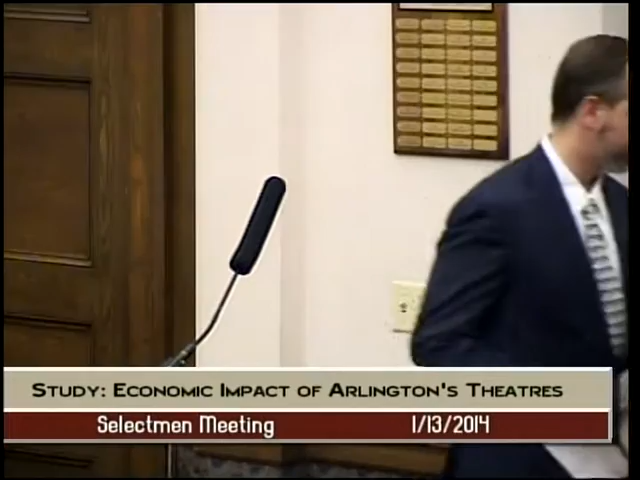 Study: Economic Impact of Arlington's Theatres
Selectmen Meeting 1/13/2014